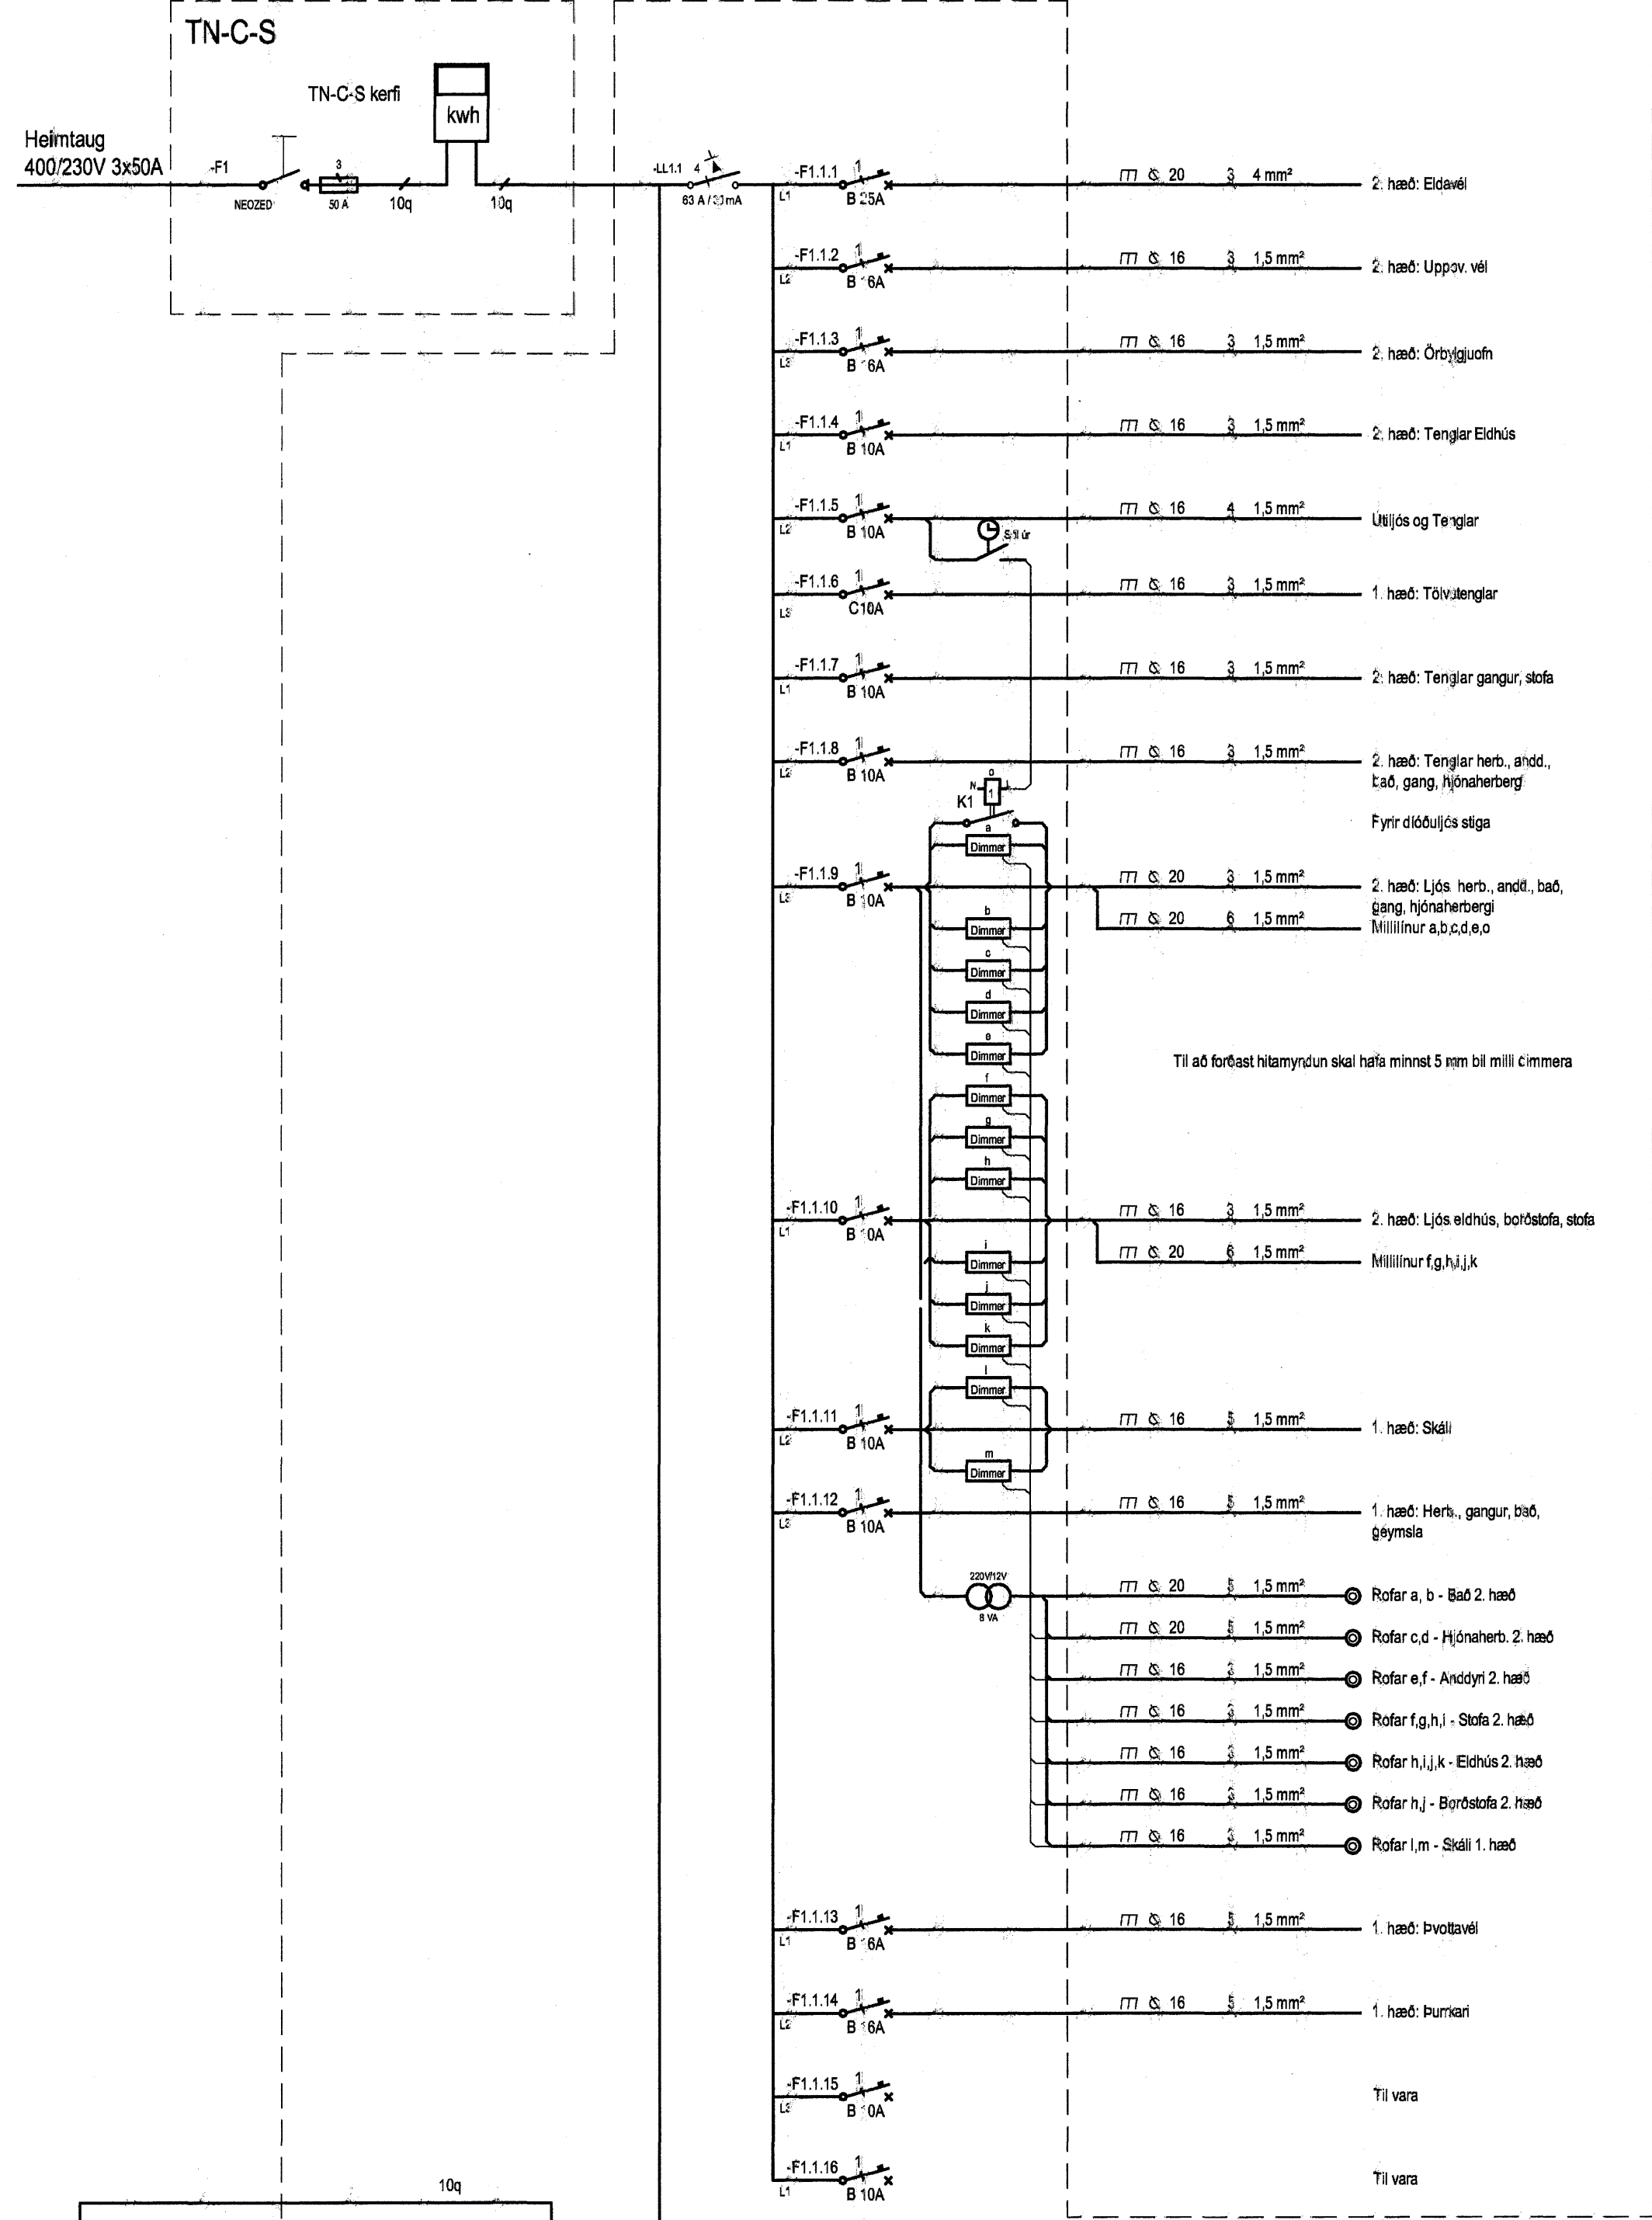 TN-C-S
TN-C-S kerfi
kwh
Heimtaug
400/230V 3x50A
-F1
NEOZED
3
50 A
10q
10q
-LL1.1 4
63 A / 30mA
-F1.1.1 1
L1 B 25A
20 3 4 mm²
2. hæð: Eldavél
-F1.1.2 1
L2 B 16A
16 3 1,5 mm²
2. hæð: Uppþv. vél
-F1.1.3 1
L3 B 16A
16 3 1,5 mm²
2. hæð: Örbylgjuofn
-F1.1.4 1
L1 B 10A
16 3 1,5 mm²
2. hæð: Tenglar Eldhús
-F1.1.5 1
L2 B 10A
16 4 1,5 mm²
Útiljós og Tenglar
Sól úr
-F1.1.6 1
L3 C10A
16 3 1,5 mm²
1. hæð: Tölvutenglar
-F1.1.7 1
L1 B 10A
16 3 1,5 mm²
2. hæð: Tenglar gangur, stofa
-F1.1.8 1
L2 B 10A
16 3 1,5 mm²
2. hæð: Tenglar herb., andd.,
bað, gang, hjónaherberg
o
N 1 L
K1
Fyrir díóðuljós stiga
a
Dimmer
-F1.1.9 1
L3 B 10A
20 3 1,5 mm²
2. hæð: Ljós. herb., andd., bað,
gang, hjónaherbergi
20 6 1,5 mm²
Millilínur a,b,c,d,e,o
b
Dimmer
c
Dimmer
d
Dimmer
e
Dimmer
Til að forðast hitamyndun skal hafa minnst 5 mm bil milli dimmera
f
Dimmer
g
Dimmer
h
Dimmer
-F1.1.10 1
L1 B 10A
16 3 1,5 mm²
2. hæð: Ljós eldhús, borðstofa, stofa
20 6 1,5 mm²
Millilínur f,g,h,i,j,k
i
Dimmer
j
Dimmer
k
Dimmer
l
Dimmer
-F1.1.11 1
L2 B 10A
16 5 1,5 mm²
1. hæð: Skáli
m
Dimmer
-F1.1.12 1
L3 B 10A
16 5 1,5 mm²
1. hæð: Herb., gangur, bað,
geymsla
220V/12V
8 VA
20 5 1,5 mm² Rofar a, b - Bað 2. hæð
20 5 1,5 mm² Rofar c,d - Hjónaherb. 2. hæð
16 3 1,5 mm² Rofar e,f - Anddyri 2. hæð
16 3 1,5 mm² Rofar f,g,h,i - Stofa 2. hæð
16 3 1,5 mm² Rofar h,i,j,k - Eldhús 2. hæð
16 3 1,5 mm² Rofar h,j - Borðstofa 2. hæð
16 3 1,5 mm² Rofar l,m - Skáli 1. hæð
-F1.1.13 1
L1 B 16A
16 5 1,5 mm²
1. hæð: Þvottavél
-F1.1.14 1
L2 B 16A
16 5 1,5 mm²
1. hæð: Þurrkari
-F1.1.15 1
L3 B 10A
Til vara
-F1.1.16 1
L1 B 10A
Til vara
10q